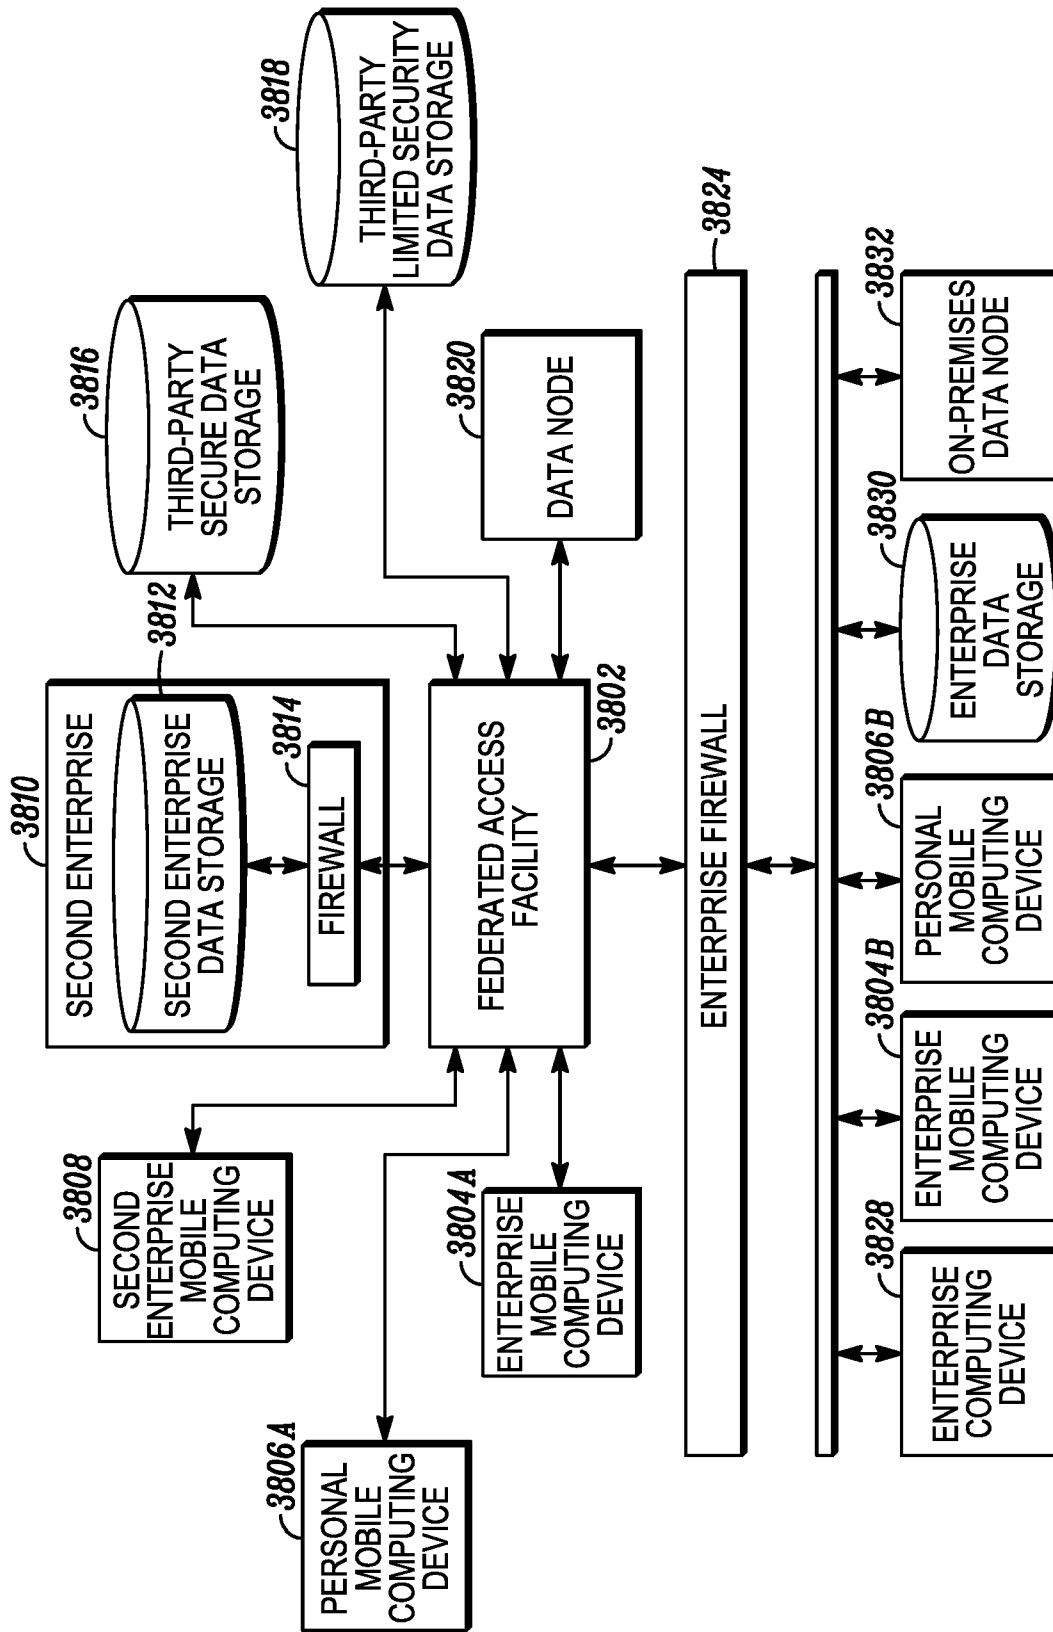 3810
SECOND ENTERPRISE
SECOND ENTERPRISE
DATA STORAGE
3812
FIREWALL
3814
3816
THIRD-PARTY
SECURE DATA
STORAGE
3818
THIRD-PARTY
LIMITED SECURITY
DATA STORAGE
3808
SECOND
ENTERPRISE
MOBILE
COMPUTING
DEVICE
3806A
PERSONAL
MOBILE
COMPUTING
DEVICE
3804A
ENTERPRISE
MOBILE
COMPUTING
DEVICE
FEDERATED ACCESS
FACILITY
3802
3820
DATA NODE
ENTERPRISE FIREWALL
3824
3828
ENTERPRISE
COMPUTING
DEVICE
3804B
ENTERPRISE
MOBILE
COMPUTING
DEVICE
3806B
PERSONAL
MOBILE
COMPUTING
DEVICE
3830
ENTERPRISE
DATA
STORAGE
3832
ON-PREMISES
DATA NODE